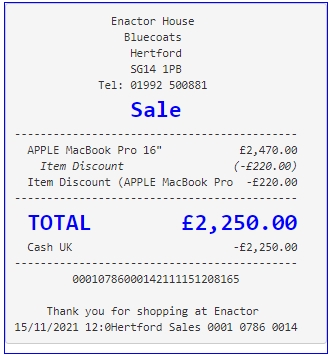 Enactor House
Bluecoats
Hertford
SG14 1PB
Tel: 01992 500881
Sale
APPLE MacBook Pro 16" £2,470.00
Item Discount (-£220.00)
Item Discount (APPLE MacBook Pro -£220.00
TOTAL £2,250.00
Cash UK -£2,250.00
00010786000142111151208165
Thank you for shopping at Enactor
15/11/2021 12:0Hertford Sales 0001 0786 0014